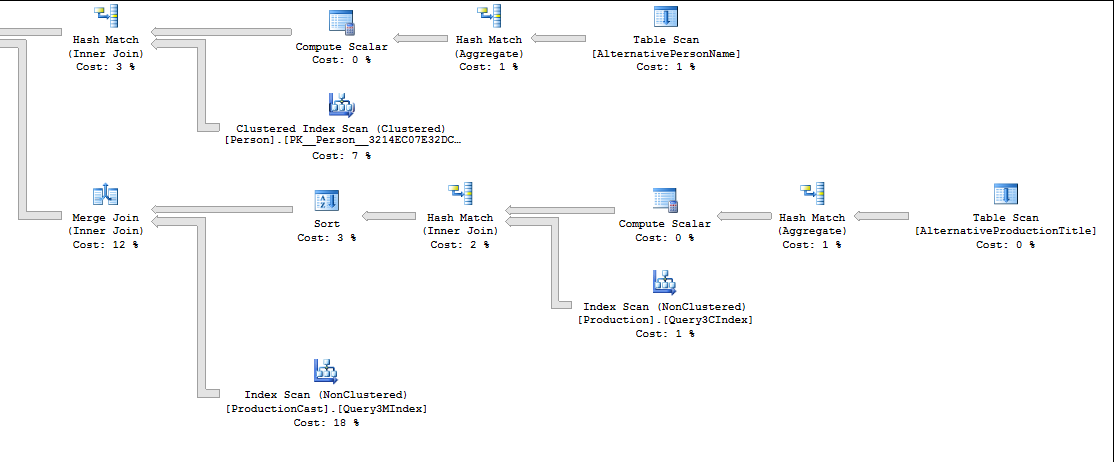 Hash Match
(Inner Join)
Cost: 3 %
Compute Scalar
Cost: 0 %
Hash Match
(Aggregate)
Cost: 1 %
Table Scan
[AlternativePersonName]
Cost: 1 %
Clustered Index Scan (Clustered)
[Person].[PK__Person__3214EC07E32DC…
Cost: 7 %
Merge Join
(Inner Join)
Cost: 12 %
Sort
Cost: 3 %
Hash Match
(Inner Join)
Cost: 2 %
Compute Scalar
Cost: 0 %
Hash Match
(Aggregate)
Cost: 1 %
Table Scan
[AlternativeProductionTitle]
Cost: 0 %
Index Scan (NonClustered)
[Production].[Query3CIndex]
Cost: 1 %
Index Scan (NonClustered)
[ProductionCast].[Query3MIndex]
Cost: 18 %